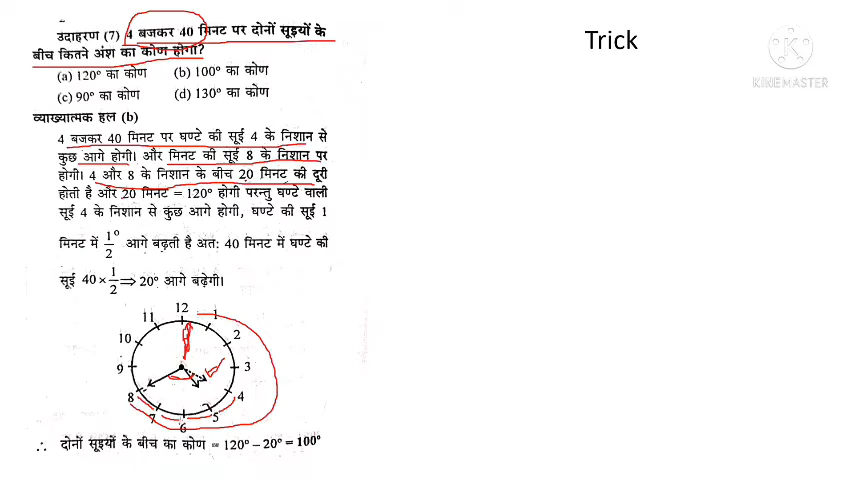 उदाहरण (7) 4 बजकर 40 मिनट पर दोनों सूइयों के
बीच कितने अंश का कोण होगा?
(a) 120° का कोण (b) 100° का कोण
(c) 90° का कोण (d) 130° का कोण
व्याख्यात्मक हल (b)
4 बजकर 40 मिनट पर घण्टे की सूई 4 के निशान से
कुछ आगे होगी। और मिनट की सूई 8 के निशान पर
होगी। 4 और 8 के निशान के बीच 20 मिनट की दूरी
होती है और 20 मिनट = 120° होगी परन्तु घण्टे वाली
सूई 4 के निशान से कुछ आगे होगी, घण्टे की सूई 1
मिनट में 1/2° आगे बढ़ती है अत: 40 मिनट में घण्टे की
सूई 40 × 1/2 ⇒ 20° आगे बढ़ेगी।
12
11 1
10 2
9 3
8 4
7 5
6
∴ दोनों सूइयों के बीच का कोण = 120° – 20° = 100°
Trick
KINEMASTER